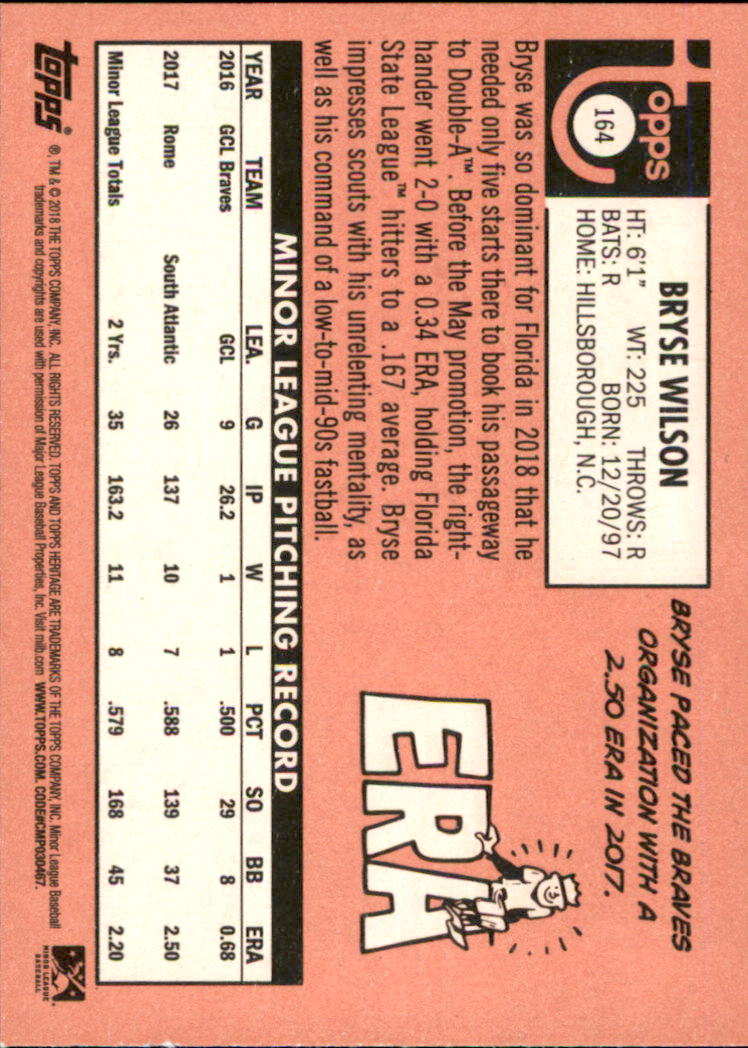 topps
164
BRYSE WILSON
HT: 6'1" WT: 225 THROWS: R
BATS: R BORN: 12/20/97
HOME: HILLSBOROUGH, N.C.
BRYSE PACED THE BRAVES
ORGANIZATION WITH A
2.50 ERA IN 2017.
ERA
Bryse was so dominant for Florida in 2018 that he
needed only five starts there to book his passageway
to Double-A™. Before the May promotion, the right-
hander went 2-0 with a 0.34 ERA, holding Florida
State League™ hitters to a .167 average. Bryse
impresses scouts with his unrelenting mentality, as
well as his command of a low-to-mid-90s fastball.
MINOR LEAGUE PITCHING RECORD
YEAR TEAM LEA. G IP W L PCT SO BB ERA
2016 GCL Braves GCL 9 26.2 1 1 .500 29 8 0.68
2017 Rome South Atlantic 26 137 10 7 .588 139 37 2.50
Minor League Totals 2 Yrs. 35 163.2 11 8 .579 168 45 2.20
topps®
®, TM & © 2018 THE TOPPS COMPANY, INC. ALL RIGHTS RESERVED. TOPPS AND TOPPS HERITAGE ARE TRADEMARKS OF THE TOPPS COMPANY, INC. Minor League Baseball
trademarks and copyrights are used with permission of Major League Baseball Properties, Inc. Visit milb.com WWW.TOPPS.COM. CODE#CMP030467.
MINOR LEAGUE
BASEBALL